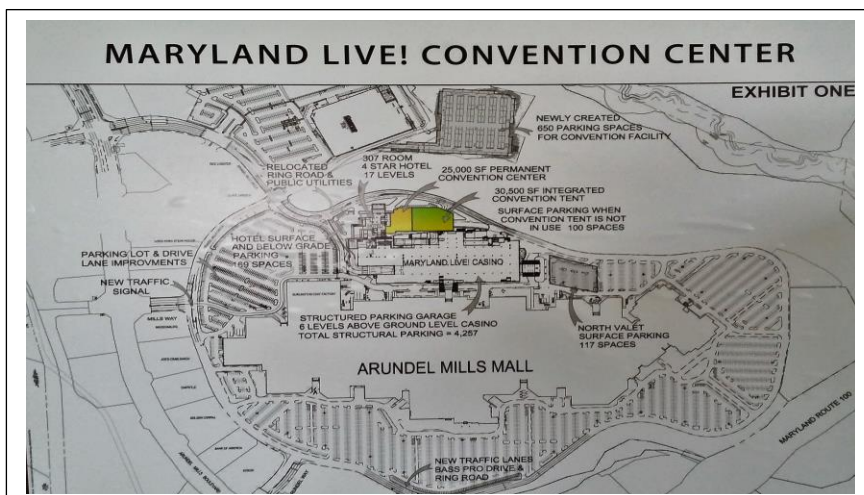 MARYLAND LIVE! CONVENTION CENTER
EXHIBIT ONE
NEWLY CREATED
650 PARKING SPACES
FOR CONVENTION FACILITY
RELOCATED
RING ROAD &
PUBLIC UTILITIES
307 ROOM
4 STAR HOTEL
17 LEVELS
25,000 SF PERMANENT
CONVENTION CENTER
30,500 SF INTEGRATED
CONVENTION TENT
SURFACE PARKING WHEN
CONVENTION TENT IS NOT
IN USE 100 SPACES
HOTEL SURFACE
AND BELOW GRADE
PARKING
169 SPACES
PARKING LOT & DRIVE
LANE IMPROVMENTS
NEW TRAFFIC
SIGNAL
MARYLAND LIVE! CASINO
MILLS WAY
STRUCTURED PARKING GARAGE
6 LEVELS ABOVE GROUND LEVEL CASINO
TOTAL STRUCTURAL PARKING = 4,257
NORTH VALET
SURFACE PARKING
117 SPACES
ARUNDEL MILLS MALL
MARYLAND ROUTE 100
NEW TRAFFIC LANES
BASS PRO DRIVE &
RING ROAD
ARUNDEL MILLS BOULEVARD